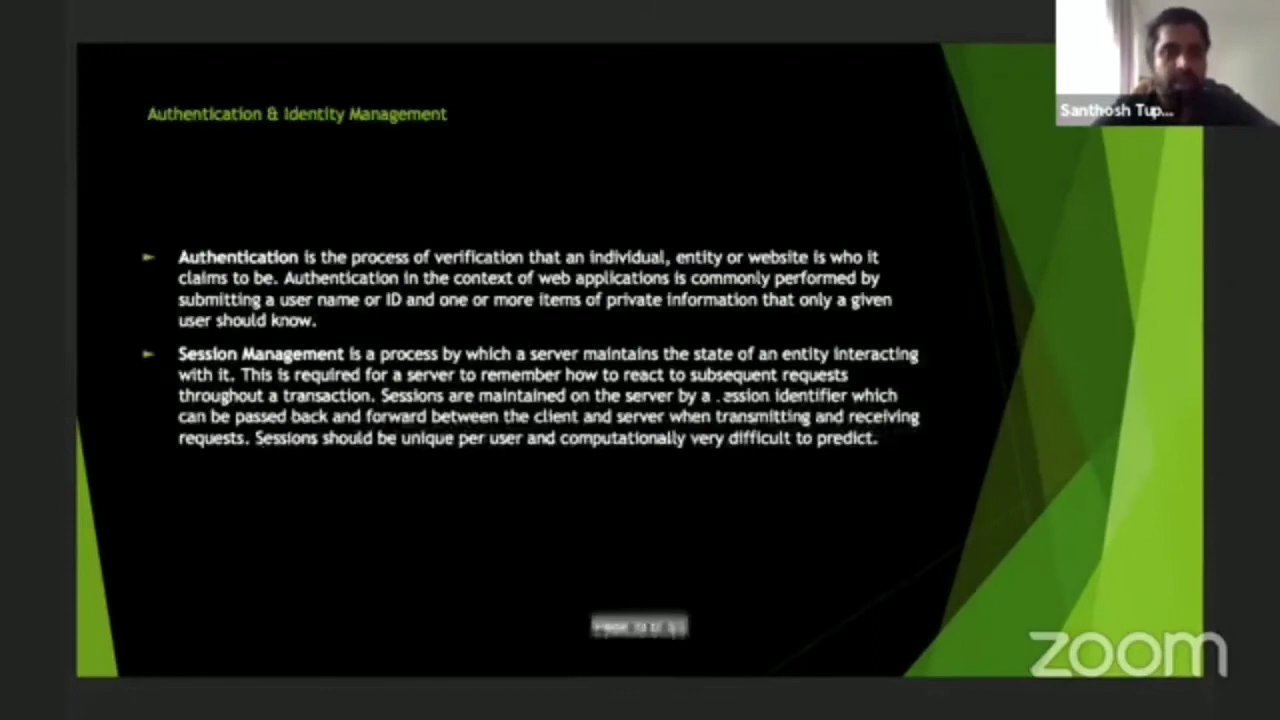 Santhosh Tup...
Authentication & Identity Management
Authentication is the process of verification that an individual, entity or website is who it
claims to be. Authentication in the context of web applications is commonly performed by
submitting a user name or ID and one or more items of private information that only a given
user should know.
Session Management is a process by which a server maintains the state of an entity interacting
with it. This is required for a server to remember how to react to subsequent requests
throughout a transaction. Sessions are maintained on the server by a session identifier which
can be passed back and forward between the client and server when transmitting and receiving
requests. Sessions should be unique per user and computationally very difficult to predict.
zoom